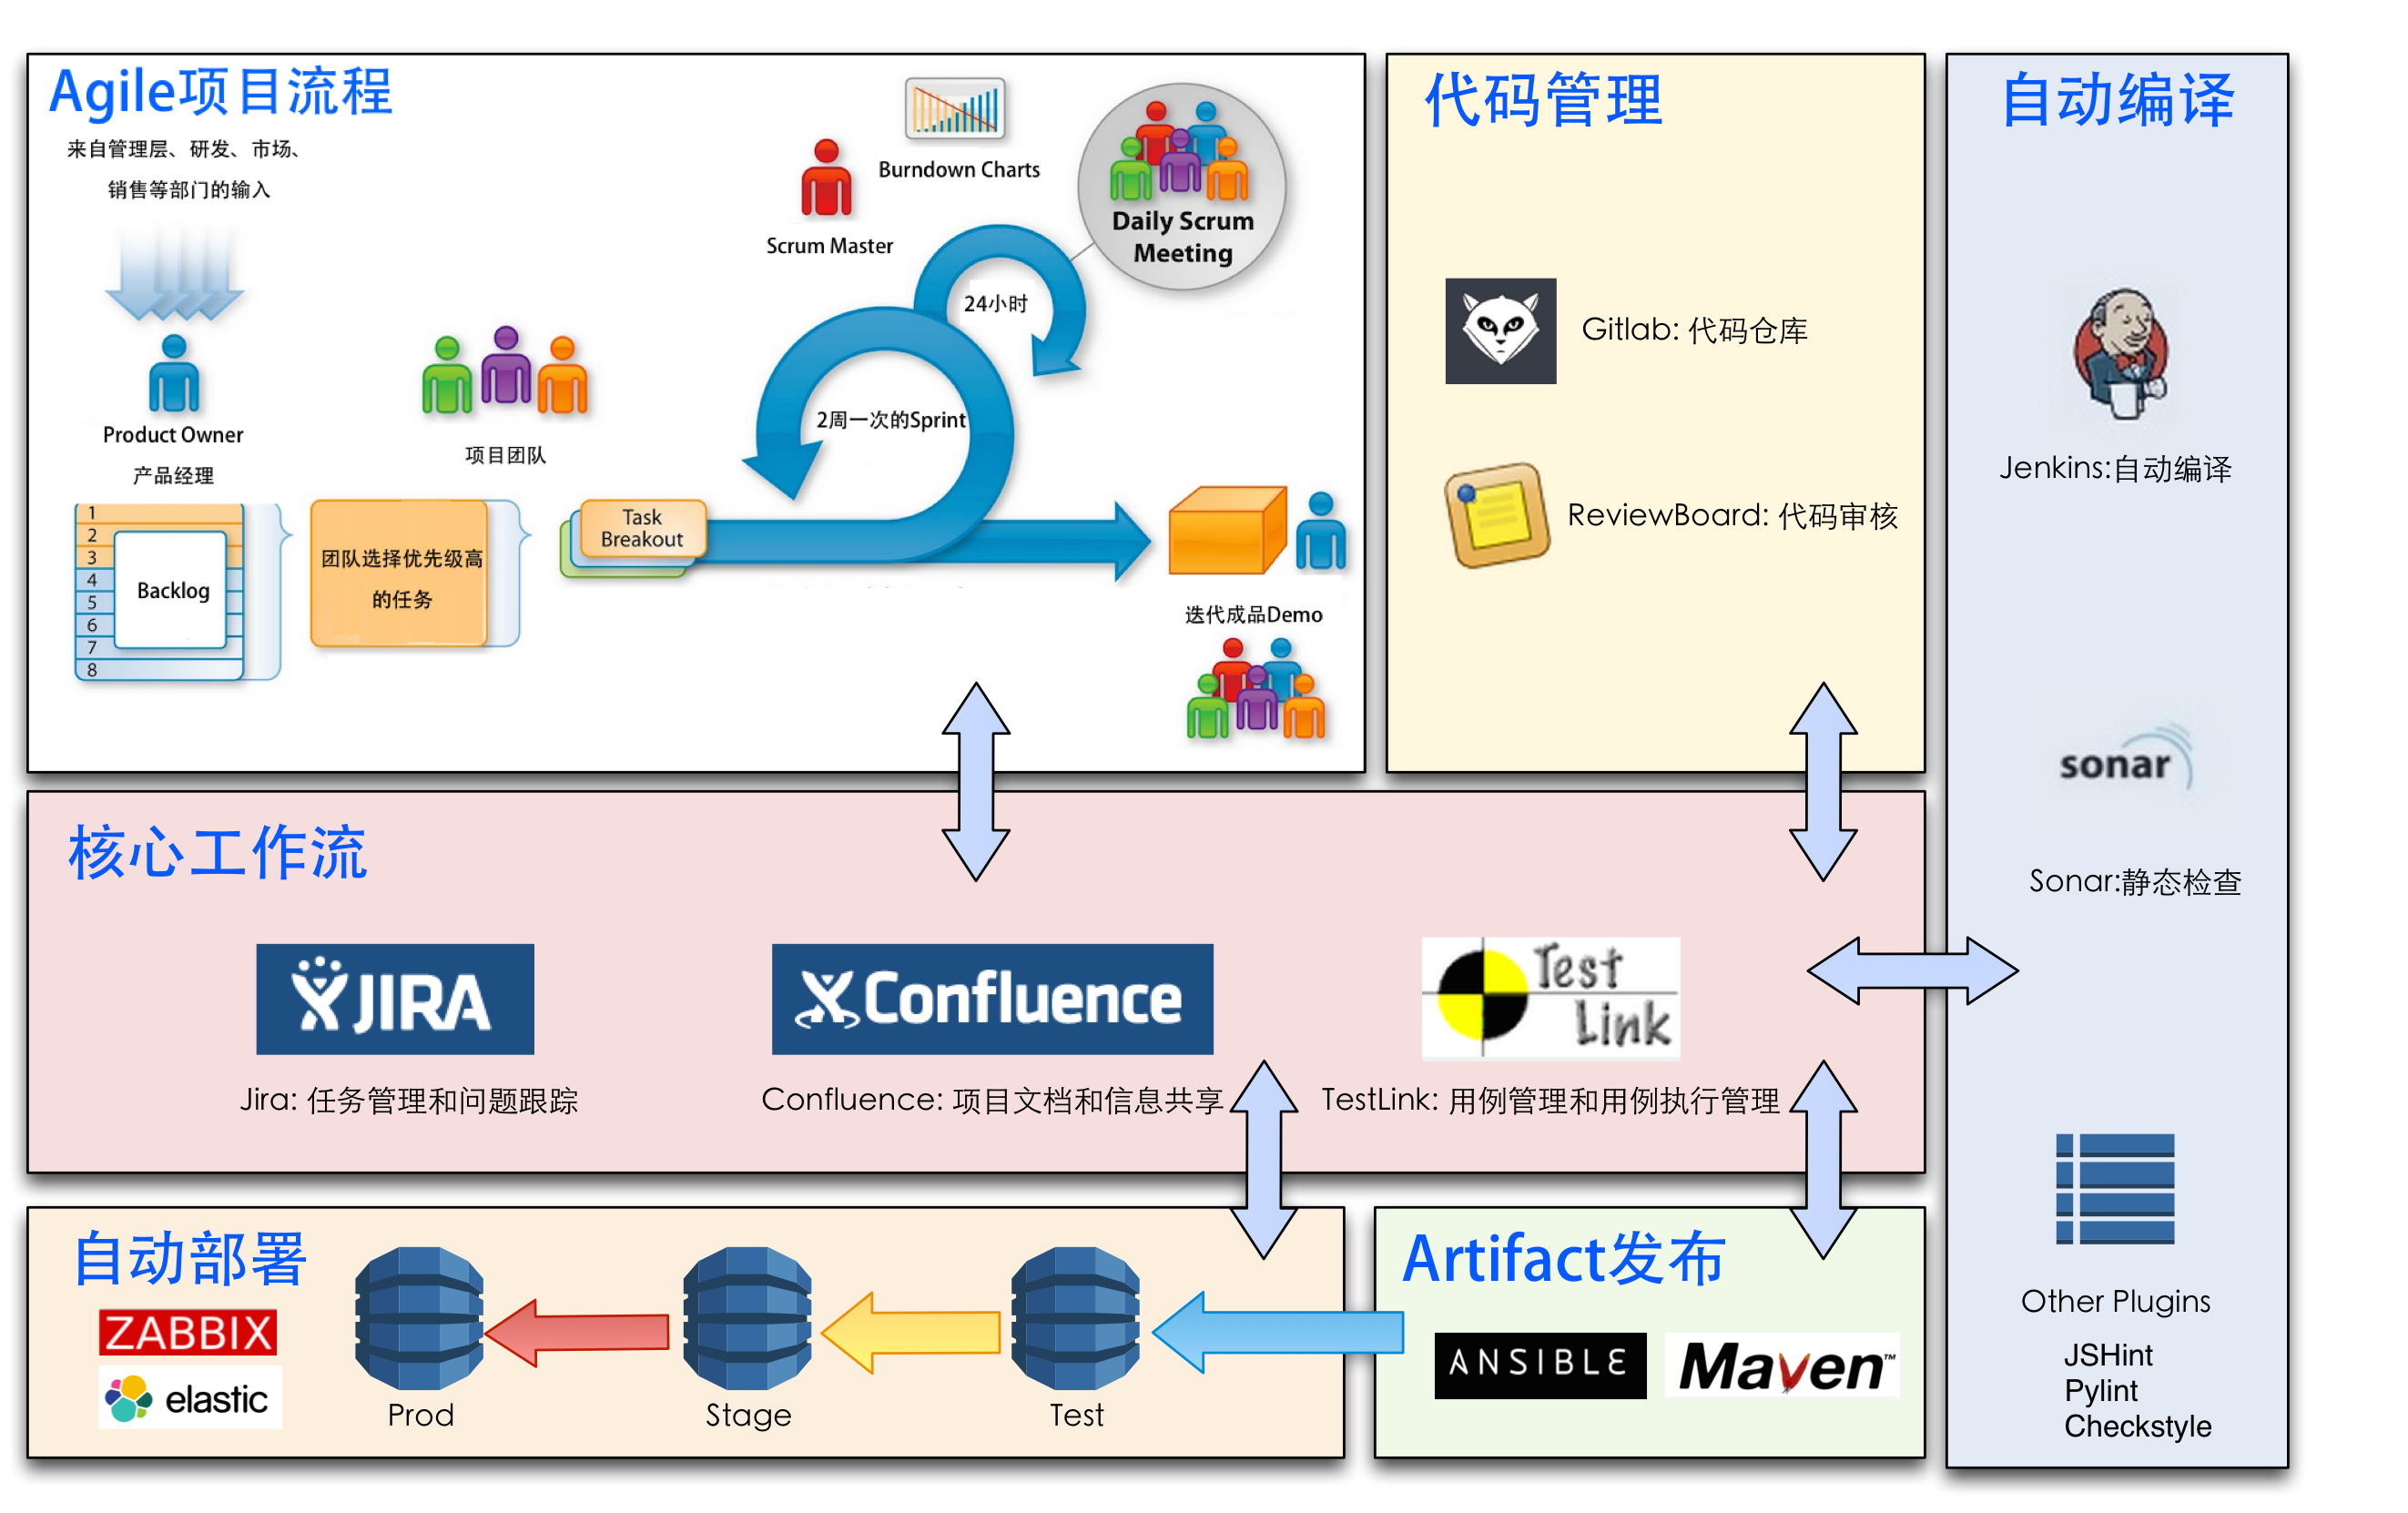 Agile项目流程
来自管理层、研发、市场、
销售等部门的输入
Product Owner
产品经理
1
2
3
4
5
6
7
8
Backlog
团队选择优先级高
的任务
项目团队
Task
Breakout
Scrum Master
Burndown Charts
Daily Scrum
Meeting
24小时
2周一次的Sprint
迭代成品Demo
代码管理
Gitlab: 代码仓库
ReviewBoard: 代码审核
自动编译
Jenkins:自动编译
sonar
Sonar:静态检查
Other Plugins
JSHint
Pylint
Checkstyle
核心工作流
JIRA
Jira: 任务管理和问题跟踪
Confluence
Confluence: 项目文档和信息共享
Test
Link
TestLink: 用例管理和用例执行管理
自动部署
ZABBIX
elastic
Prod
Stage
Test
Artifact发布
ANSIBLE
Maven™